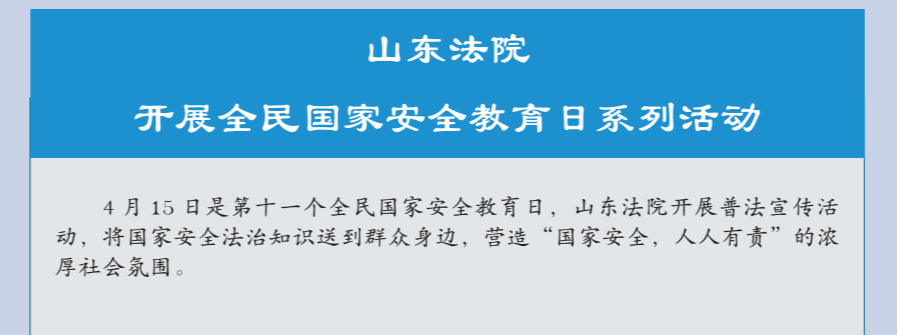 山东法院
开展全民国家安全教育日系列活动
4月15日是第十一个全民国家安全教育日，山东法院开展普法宣传活
动，将国家安全法治知识送到群众身边，营造“国家安全，人人有责”的浓
厚社会氛围。